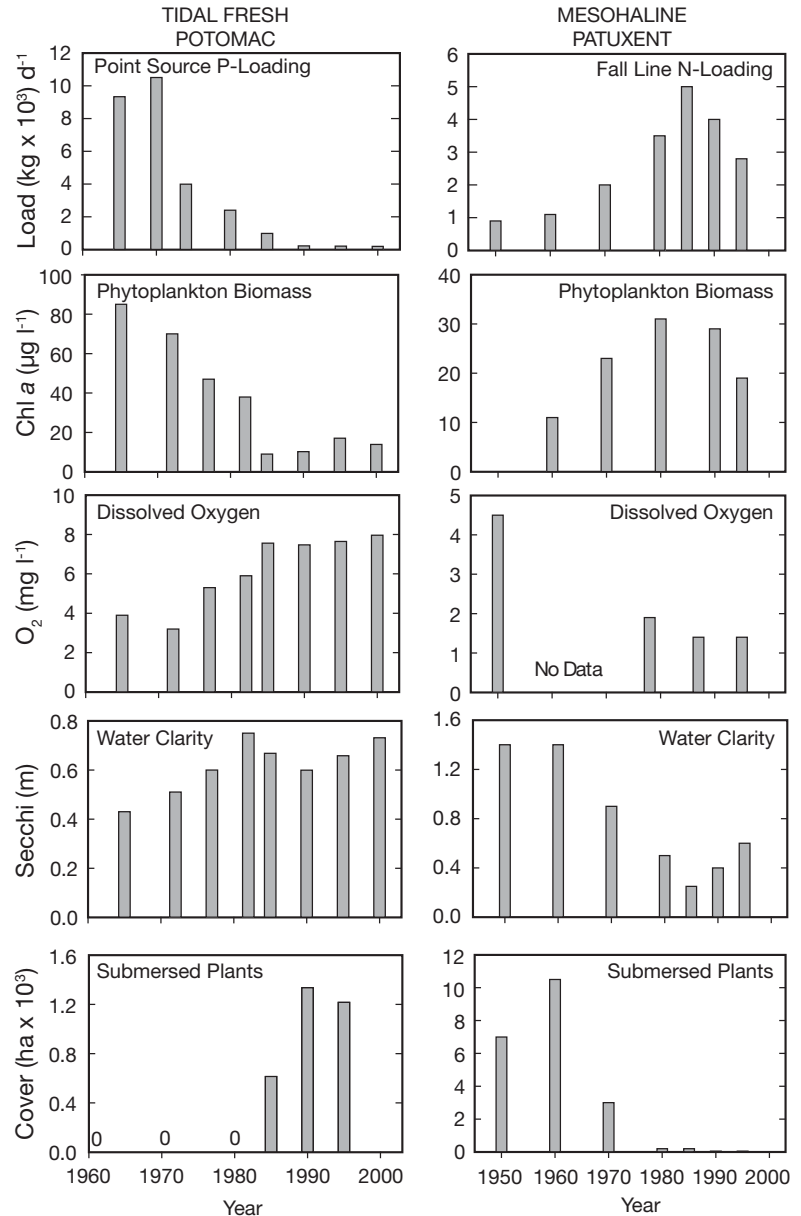 TIDAL FRESH
POTOMAC
MESOHALINE
PATUXENT
Load (kg x 10³) d⁻¹
12
10
8
6
4
2
0
Point Source P-Loading
6
5
4
3
2
1
0
Fall Line N-Loading
Chl a (µg l⁻¹)
100
80
60
40
20
0
Phytoplankton Biomass
40
30
20
10
0
Phytoplankton Biomass
O₂ (mg l⁻¹)
10
8
6
4
2
0
Dissolved Oxygen
5
4
3
2
1
0
Dissolved Oxygen
No Data
Secchi (m)
0.8
0.6
0.4
0.2
0.0
Water Clarity
1.6
1.2
0.8
0.4
0.0
Water Clarity
Cover (ha x 10³)
1.6
1.2
0.8
0.4
0.0
Submersed Plants
0 0 0
1960 1970 1980 1990 2000
Year
12
10
8
6
4
2
0
Submersed Plants
1950 1960 1970 1980 1990 2000
Year